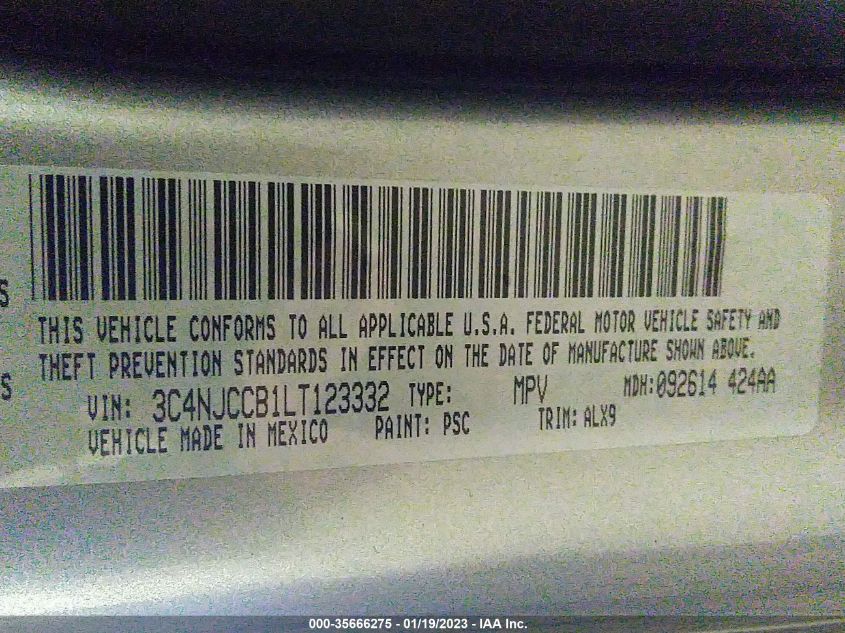 S
THIS VEHICLE CONFORMS TO ALL APPLICABLE U.S.A. FEDERAL MOTOR VEHICLE SAFETY AND
S
THEFT PREVENTION STANDARDS IN EFFECT ON THE DATE OF MANUFACTURE SHOWN ABOVE.
VIN: 3C4NJCCB1LT123332 TYPE: MPV MDH:092614 424AA
VEHICLE MADE IN MEXICO PAINT: PSC TRIM: ALX9
000-35666275 - 01/19/2023 - IAA Inc.